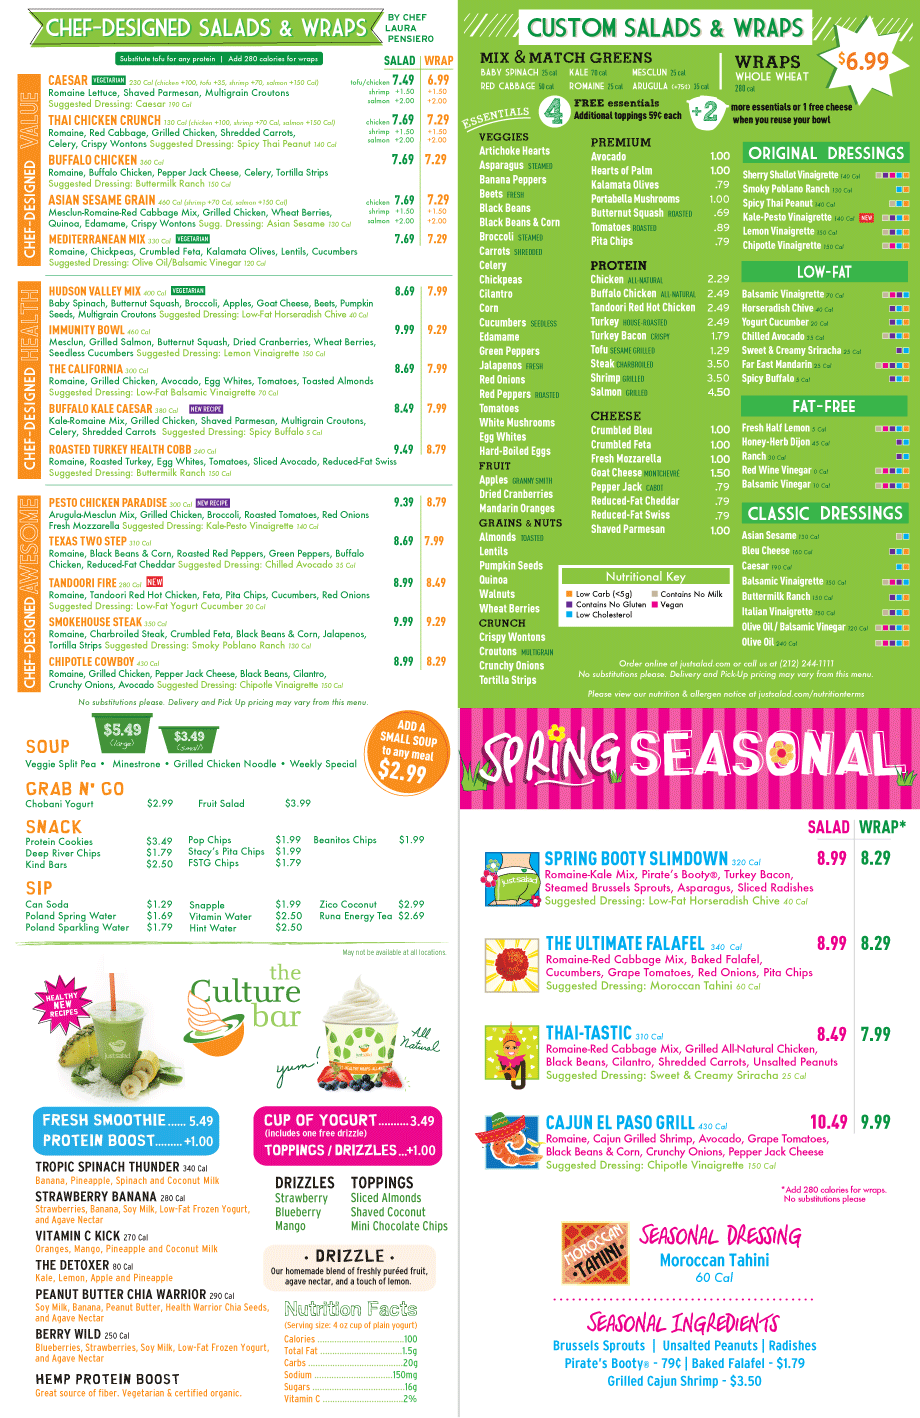 CHEF-DESIGNED SALADS & WRAPS
BY CHEF
LAURA
PENSIERO
Substitute tofu for any protein | Add 280 calories for wraps
SALAD WRAP
CHEF-DESIGNED VALUE
CAESAR VEGETARIAN 230 Cal (chicken +100, tofu +35, shrimp +70, salmon +150 Cal) tofu/chicken 7.49 6.99
Romaine Lettuce, Shaved Parmesan, Multigrain Croutons shrimp +1.50 +1.50
Suggested Dressing: Caesar 190 Cal salmon +2.00 +2.00
THAI CHICKEN CRUNCH 130 Cal (chicken +100, shrimp +70 Cal, salmon +150 Cal) chicken 7.69 7.29
Romaine, Red Cabbage, Grilled Chicken, Shredded Carrots, shrimp +1.50 +1.50
Celery, Crispy Wontons Suggested Dressing: Spicy Thai Peanut 140 Cal salmon +2.00 +2.00
BUFFALO CHICKEN 360 Cal 7.69 7.29
Romaine, Buffalo Chicken, Pepper Jack Cheese, Celery, Tortilla Strips
Suggested Dressing: Buttermilk Ranch 150 Cal
ASIAN SESAME GRAIN 460 Cal (shrimp +70 Cal, salmon +150 Cal) chicken 7.69 7.29
Mesclun-Romaine-Red Cabbage Mix, Grilled Chicken, Wheat Berries, shrimp +1.50 +1.50
Quinoa, Edamame, Crispy Wontons Sugg. Dressing: Asian Sesame 130 Cal salmon +2.00 +2.00
MEDITERRANEAN MIX 330 Cal VEGETARIAN 7.69 7.29
Romaine, Chickpeas, Crumbled Feta, Kalamata Olives, Lentils, Cucumbers
Suggested Dressing: Olive Oil/Balsamic Vinegar 120 Cal
CHEF-DESIGNED HEALTH
HUDSON VALLEY MIX 400 Cal VEGETARIAN 8.69 7.99
Baby Spinach, Butternut Squash, Broccoli, Apples, Goat Cheese, Beets, Pumpkin
Seeds, Multigrain Croutons Suggested Dressing: Low-Fat Horseradish Chive 40 Cal
IMMUNITY BOWL 460 Cal 9.99 9.29
Mesclun, Grilled Salmon, Butternut Squash, Dried Cranberries, Wheat Berries,
Seedless Cucumbers Suggested Dressing: Lemon Vinaigrette 150 Cal
THE CALIFORNIA 300 Cal 8.69 7.99
Romaine, Grilled Chicken, Avocado, Egg Whites, Tomatoes, Toasted Almonds
Suggested Dressing: Low-Fat Balsamic Vinaigrette 70 Cal
BUFFALO KALE CAESAR 380 Cal NEW RECIPE 8.49 7.99
Kale-Romaine Mix, Grilled Chicken, Shaved Parmesan, Multigrain Croutons,
Celery, Shredded Carrots Suggested Dressing: Spicy Buffalo 5 Cal
ROASTED TURKEY HEALTH COBB 240 Cal 9.49 8.79
Romaine, Roasted Turkey, Egg Whites, Tomatoes, Sliced Avocado, Reduced-Fat Swiss
Suggested Dressing: Buttermilk Ranch 150 Cal
CHEF-DESIGNED AWESOME
PESTO CHICKEN PARADISE 300 Cal NEW RECIPE 9.39 8.79
Arugula-Mesclun Mix, Grilled Chicken, Broccoli, Roasted Tomatoes, Red Onions
Fresh Mozzarella Suggested Dressing: Kale-Pesto Vinaigrette 140 Cal
TEXAS TWO STEP 310 Cal 8.69 7.99
Romaine, Black Beans & Corn, Roasted Red Peppers, Green Peppers, Buffalo
Chicken, Reduced-Fat Cheddar Suggested Dressing: Chilled Avocado 35 Cal
TANDOORI FIRE 280 Cal NEW 8.99 8.49
Romaine, Tandoori Red Hot Chicken, Feta, Pita Chips, Cucumbers, Red Onions
Suggested Dressing: Low-Fat Yogurt Cucumber 20 Cal
SMOKEHOUSE STEAK 350 Cal 9.99 9.29
Romaine, Charbroiled Steak, Crumbled Feta, Black Beans & Corn, Jalapenos,
Tortilla Strips Suggested Dressing: Smoky Poblano Ranch 130 Cal
CHIPOTLE COWBOY 430 Cal 8.99 8.29
Romaine, Grilled Chicken, Pepper Jack Cheese, Black Beans, Cilantro,
Crunchy Onions, Avocado Suggested Dressing: Chipotle Vinaigrette 150 Cal
No substitutions please. Delivery and Pick Up pricing may vary from this menu.
SOUP $5.49 (large) $3.49 (small)
Veggie Split Pea • Minestrone • Grilled Chicken Noodle • Weekly Special
ADD A
SMALL SOUP
to any meal
$2.99
GRAB N' GO
Chobani Yogurt $2.99 Fruit Salad $3.99
SNACK
Protein Cookies $3.49 Pop Chips $1.99 Beanitos Chips $1.99
Deep River Chips $1.79 Stacy's Pita Chips $1.99
Kind Bars $2.50 FSTG Chips $1.79
SIP
Can Soda $1.29 Snapple $1.99 Zico Coconut $2.99
Poland Spring Water $1.69 Vitamin Water $2.50 Runa Energy Tea $2.69
Poland Sparkling Water $1.79 Hint Water $2.50
May not be available at all locations.
HEALTHY
NEW
RECIPES
just salad
the
Culture
bar
yum!
All
Natural
FRESH SMOOTHIE...... 5.49
PROTEIN BOOST......... +1.00
TROPIC SPINACH THUNDER 340 Cal
Banana, Pineapple, Spinach and Coconut Milk
STRAWBERRY BANANA 280 Cal
Strawberries, Banana, Soy Milk, Low-Fat Frozen Yogurt,
and Agave Nectar
VITAMIN C KICK 270 Cal
Oranges, Mango, Pineapple and Coconut Milk
THE DETOXER 80 Cal
Kale, Lemon, Apple and Pineapple
PEANUT BUTTER CHIA WARRIOR 290 Cal
Soy Milk, Banana, Peanut Butter, Health Warrior Chia Seeds,
and Agave Nectar
BERRY WILD 250 Cal
Blueberries, Strawberries, Soy Milk, Low-Fat Frozen Yogurt,
and Agave Nectar
HEMP PROTEIN BOOST
Great source of fiber. Vegetarian & certified organic.
CUP OF YOGURT..........3.49
(includes one free drizzle)
TOPPINGS / DRIZZLES ...+1.00
DRIZZLES TOPPINGS
Strawberry Sliced Almonds
Blueberry Shaved Coconut
Mango Mini Chocolate Chips
• DRIZZLE •
Our homemade blend of freshly puréed fruit,
agave nectar, and a touch of lemon.
Nutrition Facts
(Serving size: 4 oz cup of plain yogurt)
Calories ...100
Total Fat ...1.5g
Carbs ...20g
Sodium ...150mg
Sugars ...16g
Vitamin C ...2%
CUSTOM SALADS & WRAPS
MIX & MATCH GREENS
BABY SPINACH 25 cal KALE 70 cal MESCLUN 25 cal
RED CABBAGE 50 cal ROMAINE 25 cal ARUGULA (+75¢) 35 cal
WRAPS
WHOLE WHEAT
280 cal
$6.99
ESSENTIALS
4 FREE essentials
Additional toppings 59¢ each
+2 more essentials or 1 free cheese
when you reuse your bowl
VEGGIES
Artichoke Hearts
Asparagus STEAMED
Banana Peppers
Beets FRESH
Black Beans
Black Beans & Corn
Broccoli STEAMED
Carrots SHREDDED
Celery
Chickpeas
Cilantro
Corn
Cucumbers SEEDLESS
Edamame
Green Peppers
Jalapenos FRESH
Red Onions
Red Peppers ROASTED
Tomatoes
White Mushrooms
Egg Whites
Hard-Boiled Eggs
FRUIT
Apples GRANNY SMITH
Dried Cranberries
Mandarin Oranges
GRAINS & NUTS
Almonds TOASTED
Lentils
Pumpkin Seeds
Quinoa
Walnuts
Wheat Berries
CRUNCH
Crispy Wontons
Croutons MULTIGRAIN
Crunchy Onions
Tortilla Strips
PREMIUM
Avocado 1.00
Hearts of Palm 1.00
Kalamata Olives .79
Portabella Mushrooms 1.00
Butternut Squash ROASTED .69
Tomatoes ROASTED .89
Pita Chips .79
PROTEIN
Chicken ALL-NATURAL 2.29
Buffalo Chicken ALL-NATURAL 2.49
Tandoori Red Hot Chicken 2.49
Turkey HOUSE-ROASTED 2.49
Turkey Bacon CRISPY 1.79
Tofu SESAME GRILLED 1.29
Steak CHARBROILED 3.50
Shrimp GRILLED 3.50
Salmon GRILLED 4.50
CHEESE
Crumbled Bleu 1.00
Crumbled Feta 1.00
Fresh Mozzarella 1.00
Goat Cheese MONTCHEVRE 1.50
Pepper Jack CABOT .79
Reduced-Fat Cheddar .79
Reduced-Fat Swiss .79
Shaved Parmesan 1.00
ORIGINAL DRESSINGS
Sherry Shallot Vinaigrette 140 Cal
Smoky Poblano Ranch 130 Cal
Spicy Thai Peanut 140 Cal
Kale-Pesto Vinaigrette 140 Cal NEW
Lemon Vinaigrette 150 Cal
Chipotle Vinaigrette 150 Cal
LOW-FAT
Balsamic Vinaigrette 70 Cal
Horseradish Chive 40 Cal
Yogurt Cucumber 20 Cal
Chilled Avocado 35 Cal
Sweet & Creamy Sriracha 25 Cal
Far East Mandarin 25 Cal
Spicy Buffalo 5 Cal
FAT-FREE
Fresh Half Lemon 5 Cal
Honey-Herb Dijon 45 Cal
Ranch 30 Cal
Red Wine Vinegar 0 Cal
Balsamic Vinegar 10 Cal
CLASSIC DRESSINGS
Asian Sesame 130 Cal
Bleu Cheese 160 Cal
Caesar 190 Cal
Balsamic Vinaigrette 150 Cal
Buttermilk Ranch 150 Cal
Italian Vinaigrette 150 Cal
Olive Oil / Balsamic Vinegar 120 Cal
Olive Oil 240 Cal
Nutritional Key
Low Carb (<5g) Contains No Milk
Contains No Gluten Vegan
Low Cholesterol
Order online at justsalad.com or call us at (212) 244-1111
No substitutions please. Delivery and Pick-Up pricing may vary from this menu.
Please view our nutrition & allergen notice at justsalad.com/nutritionterms
SPRING SEASONAL
SALAD WRAP*
just salad
SPRING BOOTY SLIMDOWN 320 Cal 8.99 8.29
Romaine-Kale Mix, Pirate's Booty®, Turkey Bacon,
Steamed Brussels Sprouts, Asparagus, Sliced Radishes
Suggested Dressing: Low-Fat Horseradish Chive 40 Cal
THE ULTIMATE FALAFEL 340 Cal 8.99 8.29
Romaine-Red Cabbage Mix, Baked Falafel,
Cucumbers, Grape Tomatoes, Red Onions, Pita Chips
Suggested Dressing: Moroccan Tahini 60 Cal
THAI-TASTIC 310 Cal 8.49 7.99
Romaine-Red Cabbage Mix, Grilled All-Natural Chicken,
Black Beans, Cilantro, Shredded Carrots, Unsalted Peanuts
Suggested Dressing: Sweet & Creamy Sriracha 25 Cal
CAJUN EL PASO GRILL 430 Cal 10.49 9.99
Romaine, Cajun Grilled Shrimp, Avocado, Grape Tomatoes,
Black Beans & Corn, Crunchy Onions, Pepper Jack Cheese
Suggested Dressing: Chipotle Vinaigrette 150 Cal
*Add 280 calories for wraps.
No substitutions please
MOROCCAN
TAHINI
SEASONAL DRESSING
Moroccan Tahini
60 Cal
SEASONAL INGREDIENTS
Brussels Sprouts | Unsalted Peanuts | Radishes
Pirate's Booty® - 79¢ | Baked Falafel - $1.79
Grilled Cajun Shrimp - $3.50